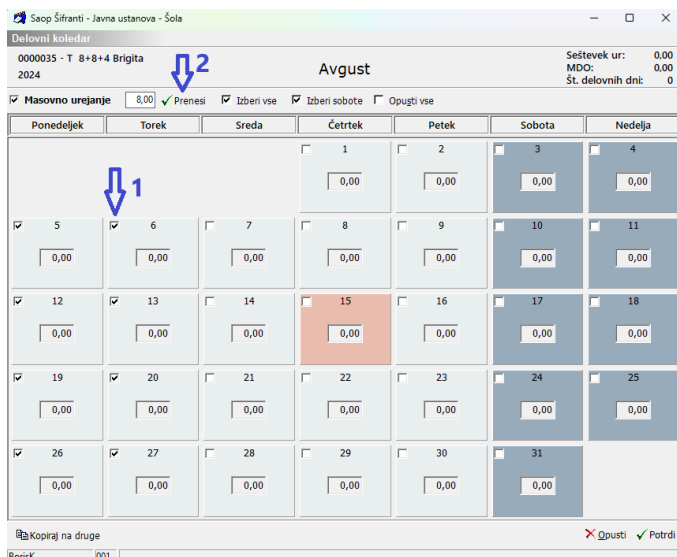 Saop Šifranti - Javna ustanova - Šola
Delovni koledar
0000035 - T 8+8+4 Brigita
2024
2
Avgust
Seštevek ur: 0,00
MDO: 0,00
Št. delovnih dni: 0
Masovno urejanje 8,00 Prenesi Izberi vse Izberi sobote Opusti vse
Ponedeljek Torek Sreda Četrtek Petek Sobota Nedelja
1 2 3 4
0,00 0,00 0,00 0,00
1
5 6 7 8 9 10 11
0,00 0,00 0,00 0,00 0,00 0,00 0,00
12 13 14 15 16 17 18
0,00 0,00 0,00 0,00 0,00 0,00 0,00
19 20 21 22 23 24 25
0,00 0,00 0,00 0,00 0,00 0,00 0,00
26 27 28 29 30 31
0,00 0,00 0,00 0,00 0,00 0,00
Kopiraj na druge Opusti Potrdi
BorisK 001